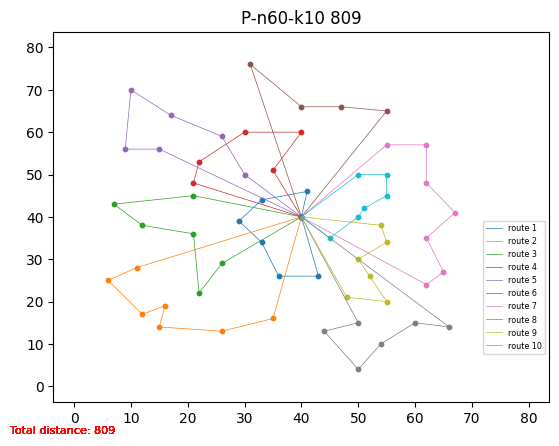 P-n60-k10 809
80
70
60
50
40
30
20
10
0
0 10 20 30 40 50 60 70 80
route 1
route 2
route 3
route 4
route 5
route 6
route 7
route 8
route 9
route 10
Total distance: 809